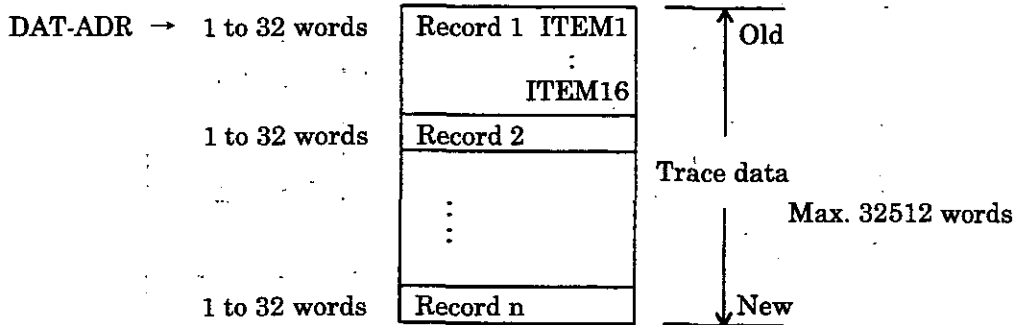 DAT-ADR → 1 to 32 words Record 1 ITEM1 Old
:
ITEM16
1 to 32 words Record 2
Trace data
Max. 32512 words
1 to 32 words Record n New